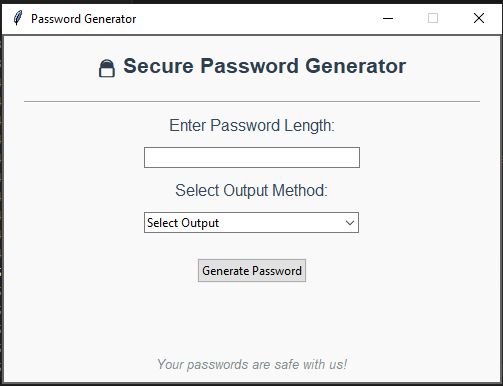 Password Generator
🔒 Secure Password Generator
Enter Password Length:
Select Output Method:
Select Output
Generate Password
Your passwords are safe with us!